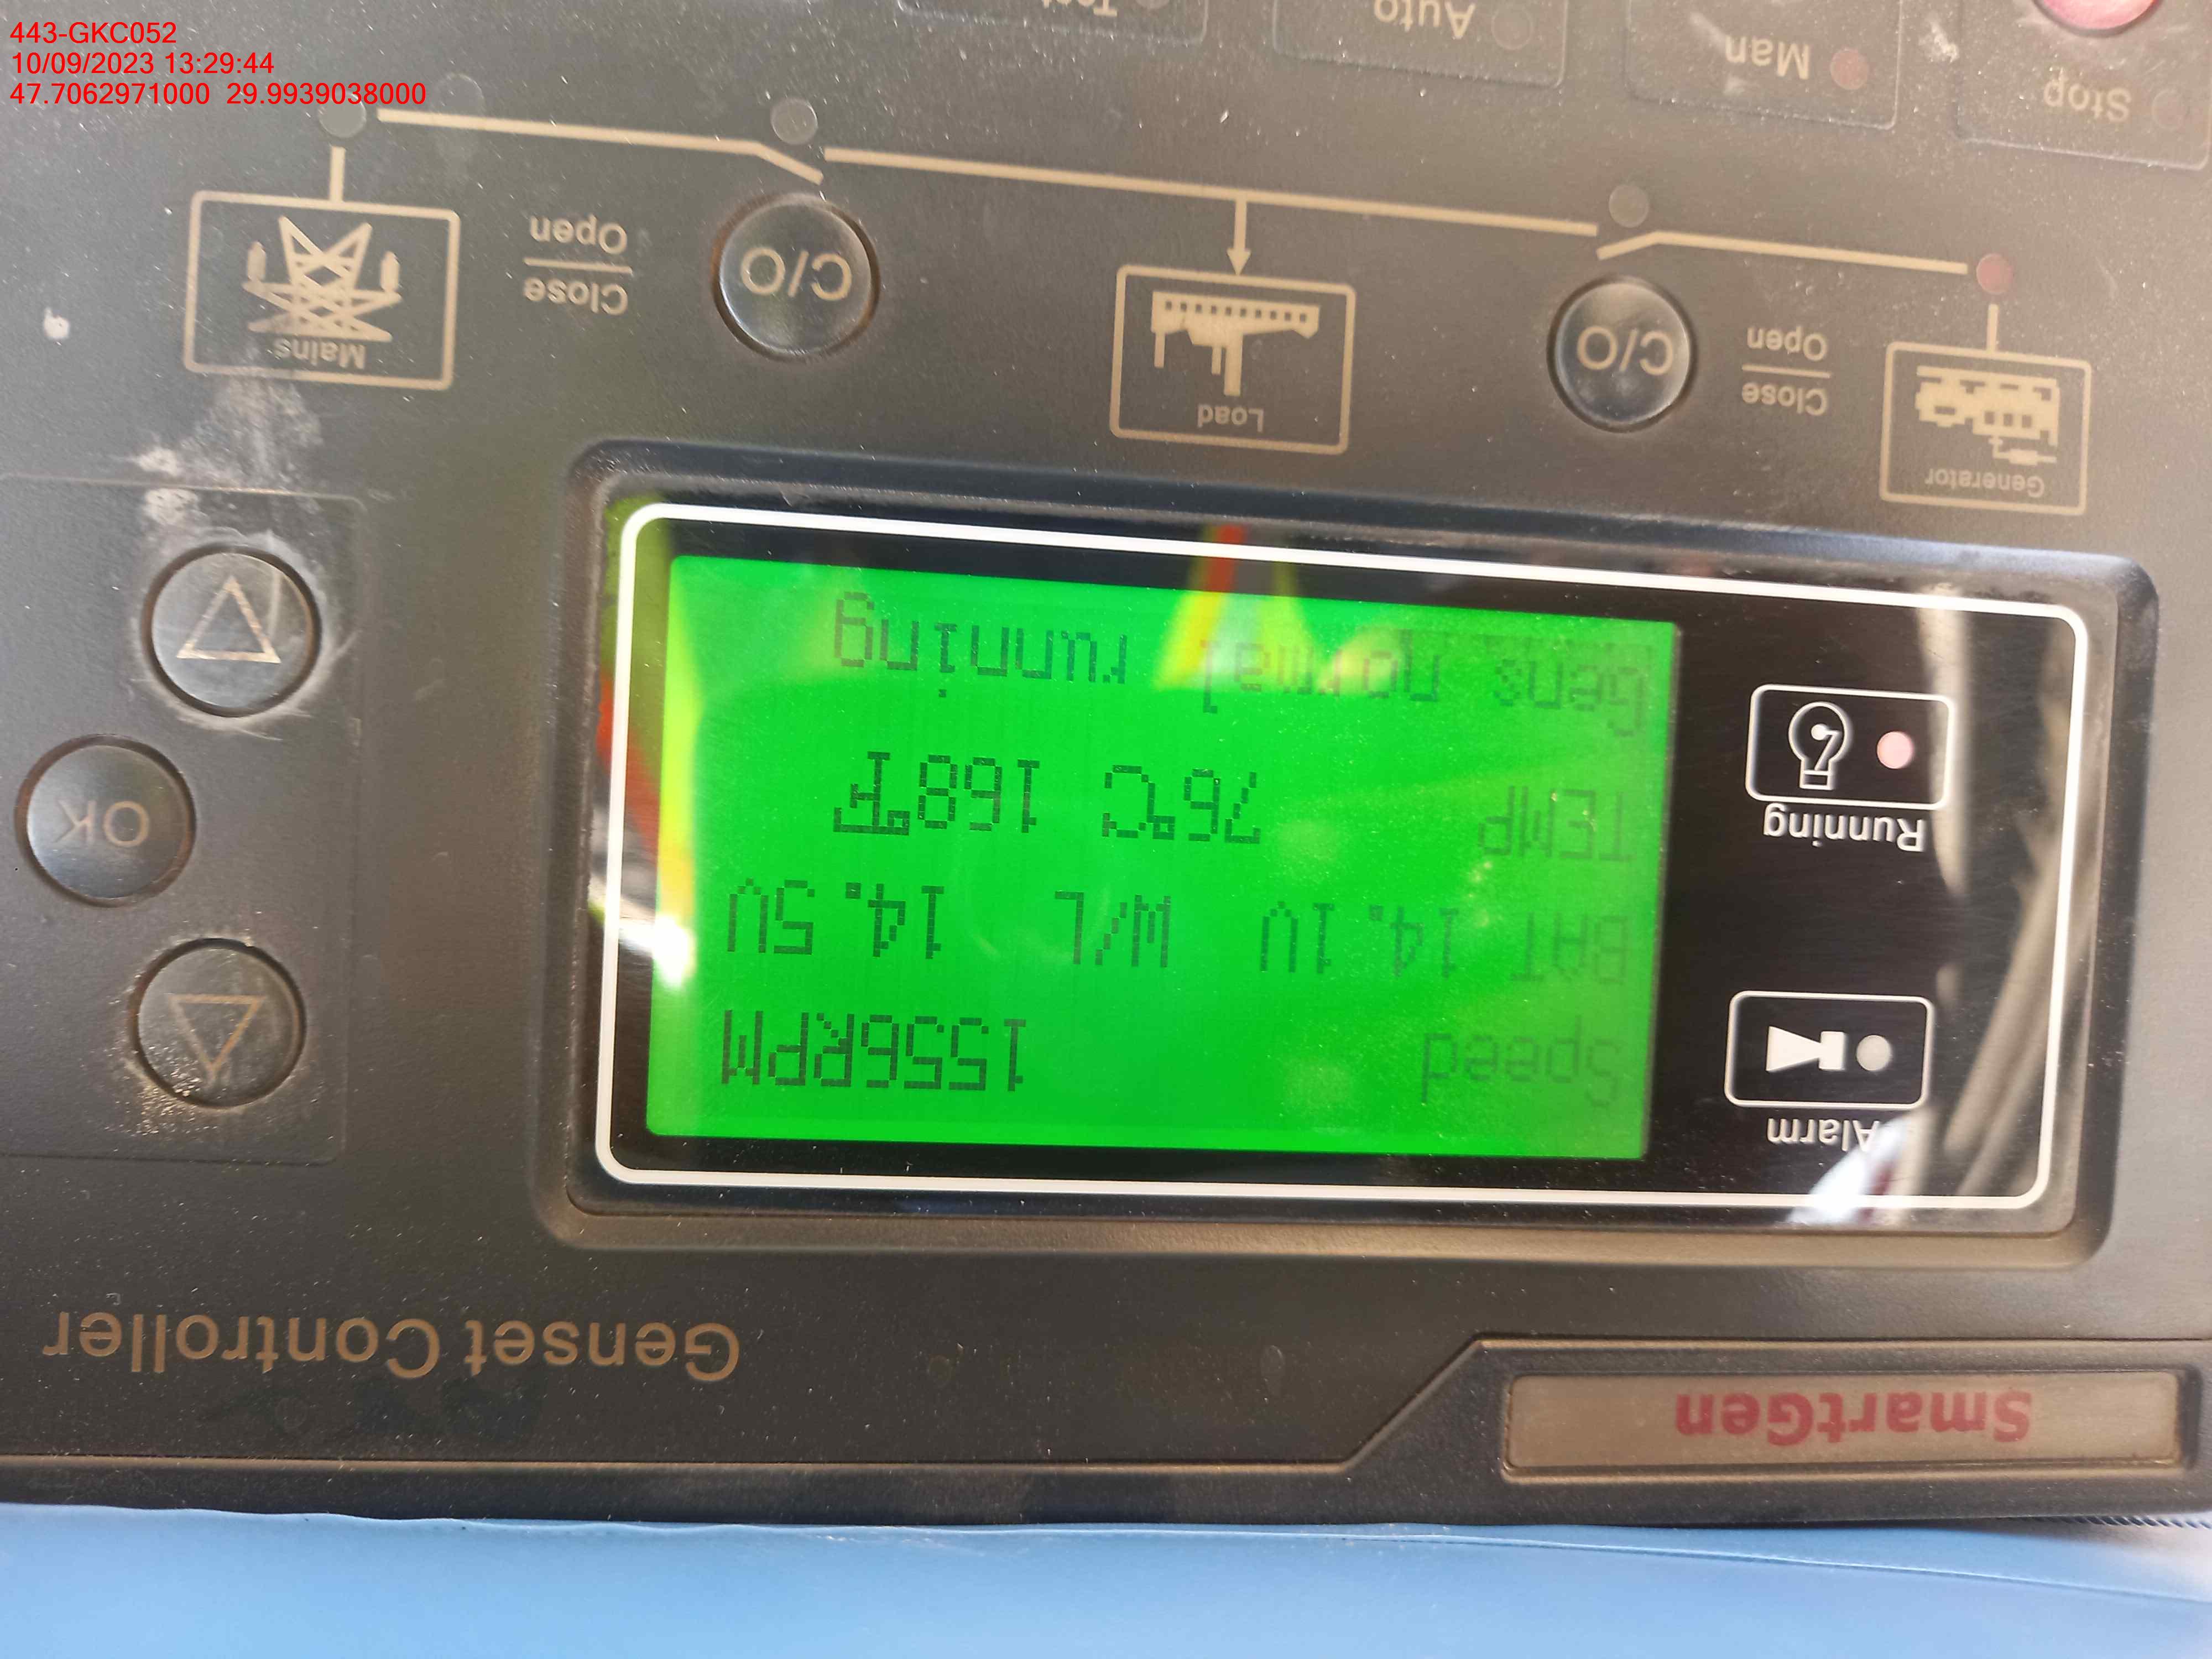 443-GKC052
10/09/2023 13:29:44
47.7062971000 29.9939038000
SmartGen
Genset Controller
Alarm
Running
Speed 1556RPM
BAT 14.1V W/L 14.5V
TEMP 76°C 168°F
Gens normal running
OK
Generator
Close
Open
C/O
Load
C/O
Close
Open
Mains
Stop
Man
Auto
Test